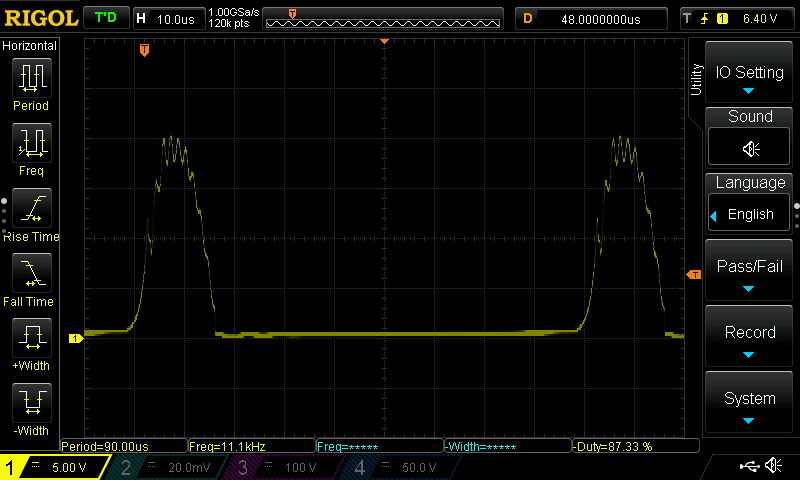 RIGOL T'D H 10.0us 1.00GSa/s 120k pts T D 48.0000000us T 1 6.40 V
Horizontal
Period
Freq
Rise Time
Fall Time
+Width
-Width
T
T
1
Utility
IO Setting
Sound
Language
English
Pass/Fail
Record
System
Period=90.00us Freq=11.1kHz Freq=***** -Width=***** -Duty=87.33 %
1 5.00 V 2 20.0mV 3 100 V 4 50.0 V